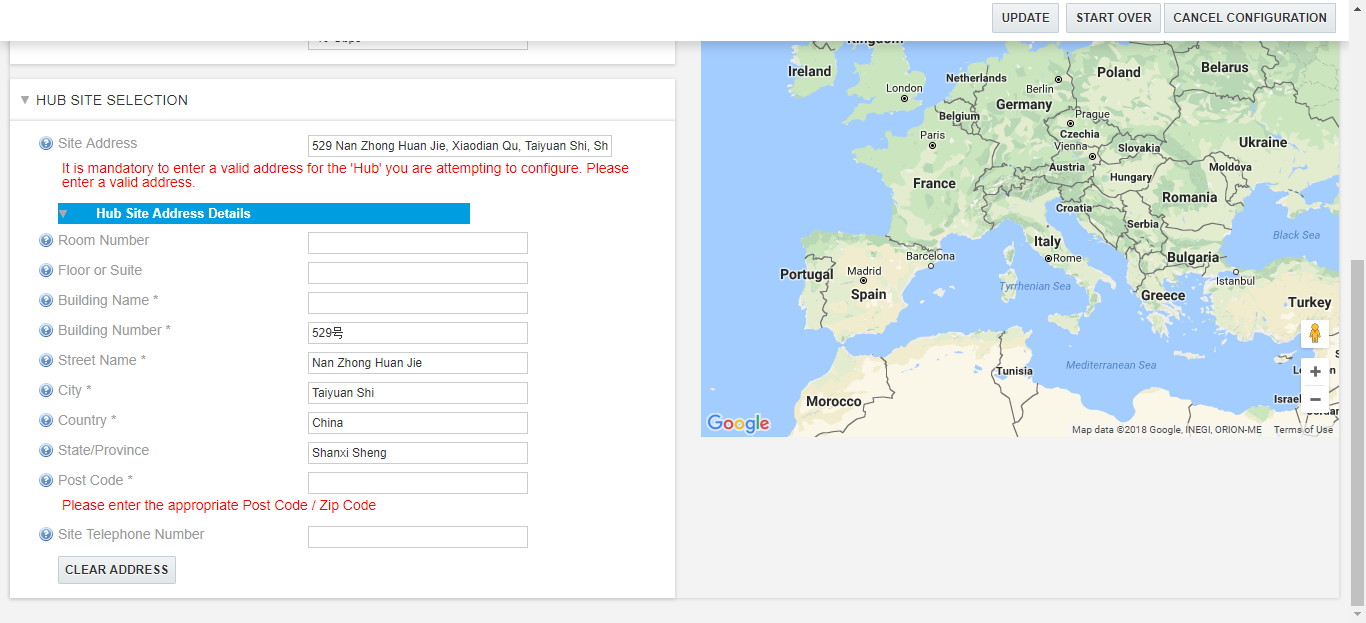 UPDATE START OVER CANCEL CONFIGURATION
HUB SITE SELECTION
Site Address 529 Nan Zhong Huan Jie, Xiaodian Qu, Taiyuan Shi, Sh
It is mandatory to enter a valid address for the 'Hub' you are attempting to configure. Please
enter a valid address.
Hub Site Address Details
Room Number
Floor or Suite
Building Name *
Building Number * 529号
Street Name * Nan Zhong Huan Jie
City * Taiyuan Shi
Country * China
State/Province Shanxi Sheng
Post Code *
Please enter the appropriate Post Code / Zip Code
Site Telephone Number
CLEAR ADDRESS
Kingdom
Ireland
Netherlands
Poland
Belarus
London
Berlin
Germany
Belgium
Prague
Paris
Czechia
Ukraine
Vienna
Slovakia
Austria
Moldova
Hungary
France
Romania
Croatia
Serbia
Black Sea
Italy
Barcelona
Rome
Bulgaria
Portugal
Madrid
Istanbul
Tyrrhenian Sea
Spain
Greece
Turkey
Mediterranean Sea
Tunisia
Morocco
Israel
Google
Map data ©2018 Google, INEGI, ORION-ME Terms of Use